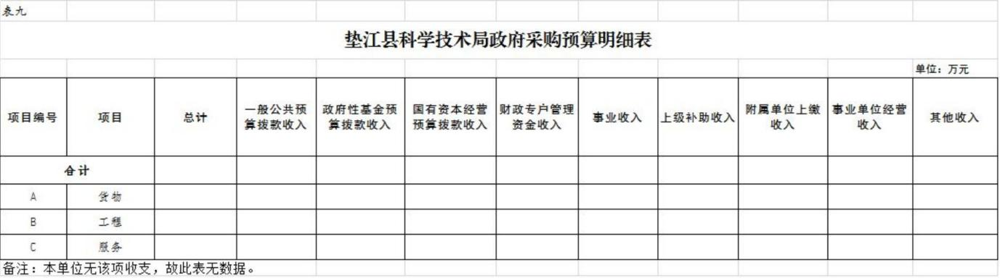 表九
垫江县科学技术局政府采购预算明细表
单位：万元
项目编号 项目 总计 一般公共预算拨款收入 政府性基金预算拨款收入 国有资本经营预算拨款收入 财政专户管理资金收入 事业收入 上级补助收入 附属单位上缴收入 事业单位经营收入 其他收入
合计
A 货物
B 工程
C 服务
备注：本单位无该项收支，故此表无数据。